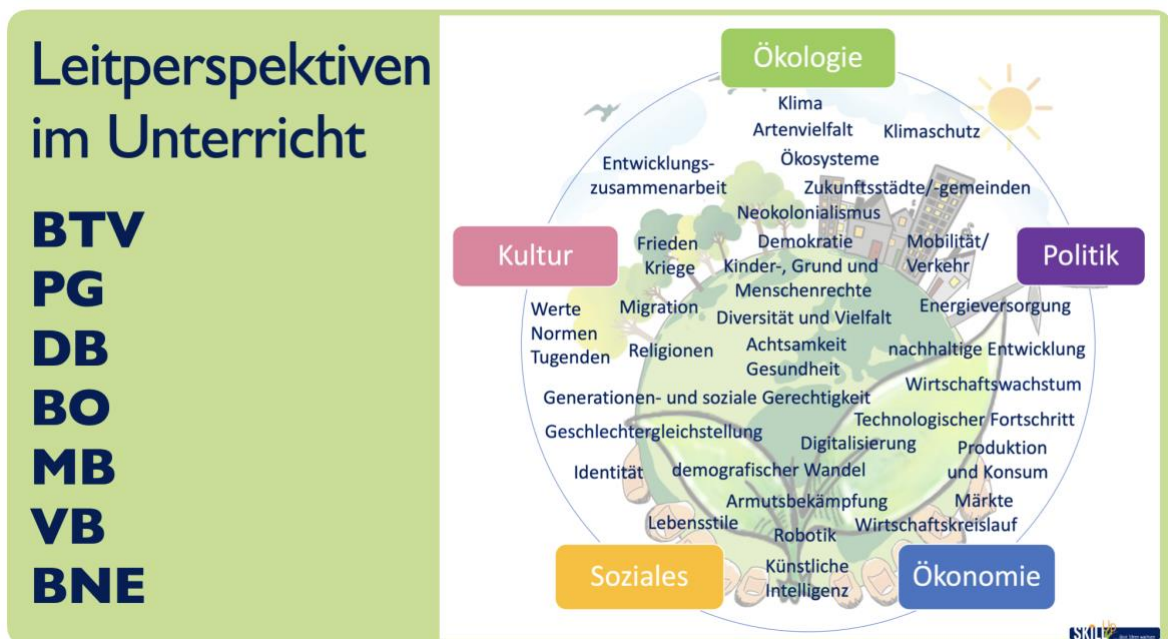 Leitperspektiven
im Unterricht
BTV
PG
DB
BO
MB
VB
BNE
Ökologie
Klima
Artenvielfalt
Klimaschutz
Ökosysteme
Entwicklungs-
zusammenarbeit
Zukunftsstädte/-gemeinden
Neokolonialismus
Kultur
Frieden
Kriege
Demokratie
Kinder-, Grund und
Menschenrechte
Mobilität/
Verkehr
Politik
Werte
Normen
Tugenden
Migration
Religionen
Diversität und Vielfalt
Achtsamkeit
Gesundheit
Energieversorgung
nachhaltige Entwicklung
Wirtschaftswachstum
Generationen- und soziale Gerechtigkeit
Geschlechtergleichstellung
Technologischer Fortschritt
Digitalisierung
Produktion
und Konsum
Identität
demografischer Wandel
Armutsbekämpfung
Märkte
Lebensstile
Wirtschaftskreislauf
Robotik
Soziales
Künstliche
Intelligenz
Ökonomie
SKILL UP